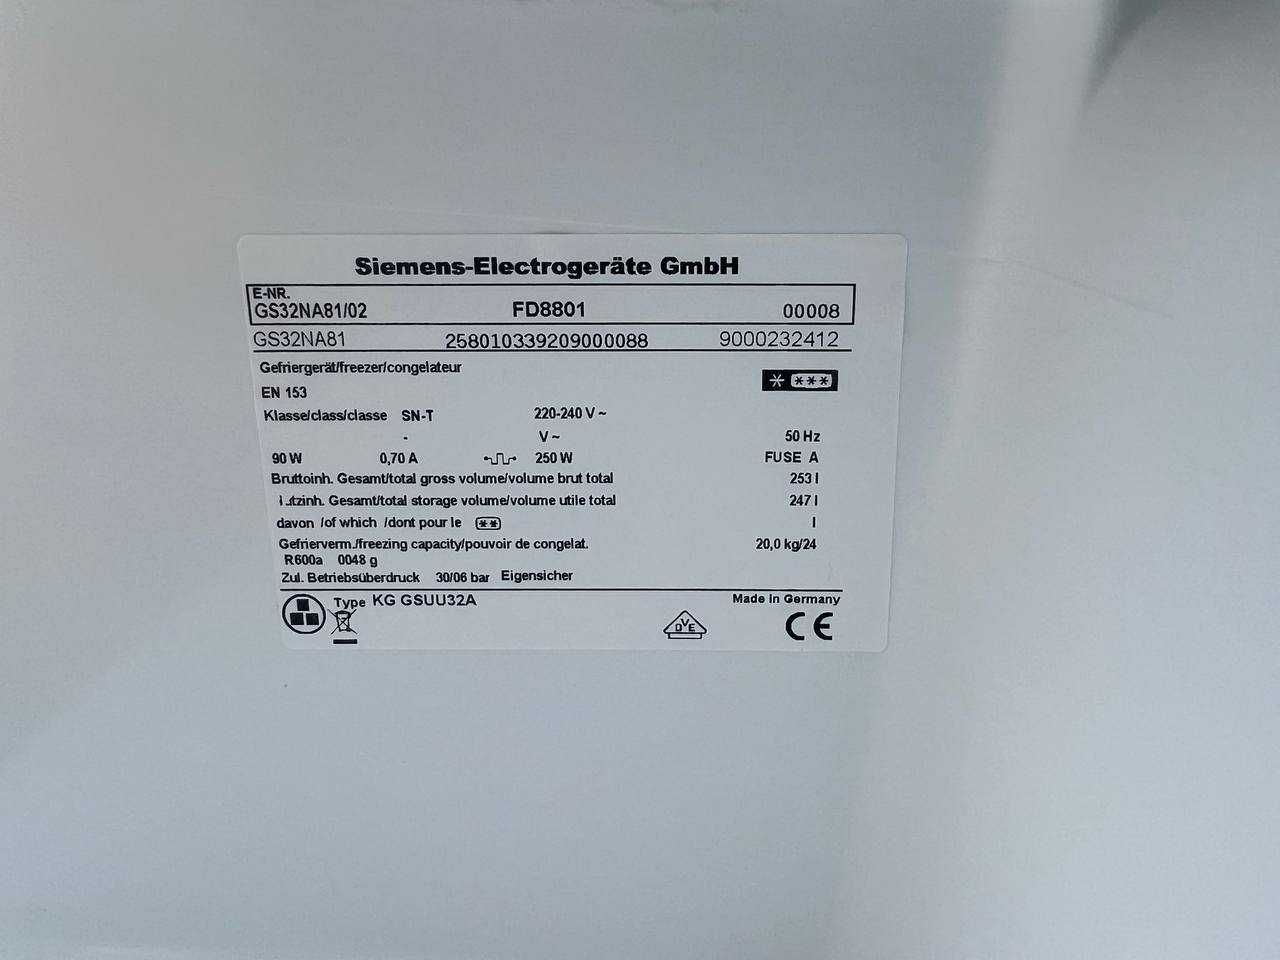 Siemens-Electrogeräte GmbH
E-NR.
GS32NA81/02 FD8801 00008
GS32NA81 258010339209000088 9000232412
Gefriergerät/freezer/congelateur
EN 153
Klasse/class/classe SN-T 220-240 V ~
- V ~ 50 Hz
90 W 0,70 A 250 W FUSE A
Bruttoinh. Gesamt/total gross volume/volume brut total 253 l
Gesamt/total storage volume/volume utile total 247 l
davon /of which /dont pour le ** l
Gefrierverm./freezing capacity/pouvoir de congelat. 20,0 kg/24
R600a 0048 g
Zul. Betriebsüberdruck 30/06 bar Eigensicher
Type KG GSUU32A Made in Germany
DVE CE